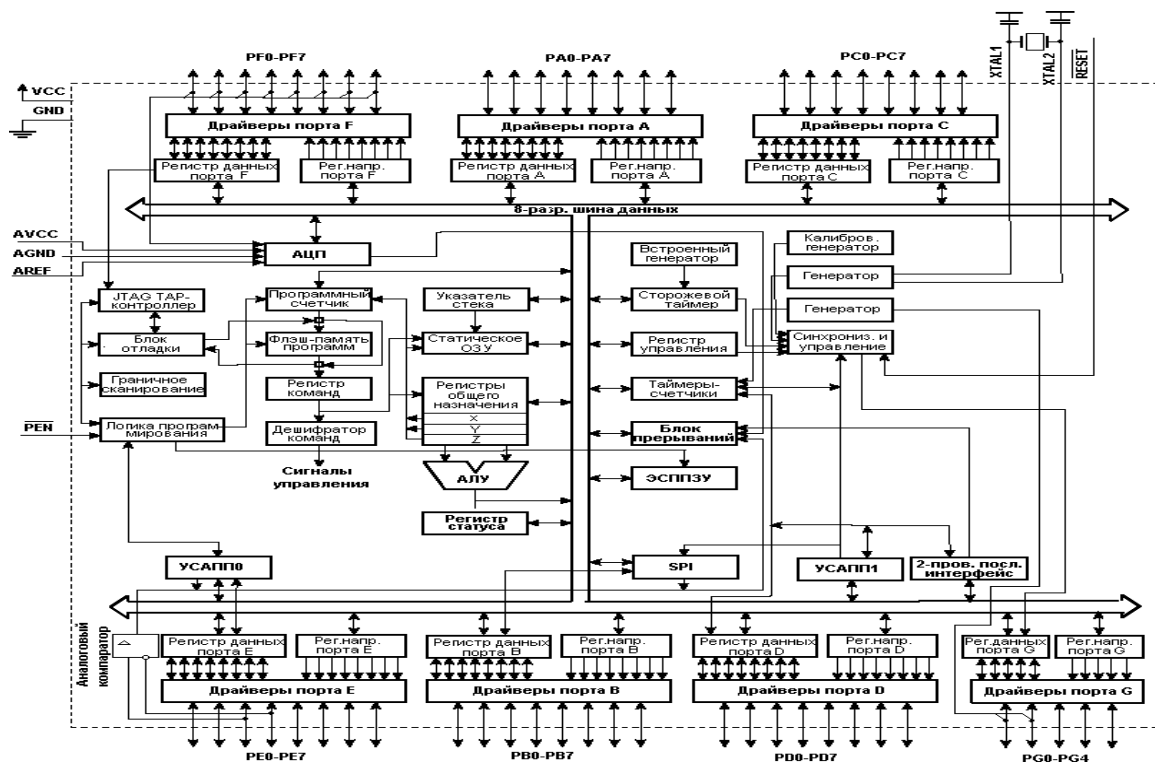 XTAL1
XTAL2
RESET
PF0-PF7
PA0-PA7
PC0-PC7
VCC
GND
Драйверы порта F
Драйверы порта A
Драйверы порта C
Регистр данных
порта F
Рег.напр.
порта F
Регистр данных
порта A
Рег.напр.
порта A
Регистр данных
порта C
Рег.напр.
порта C
8-разр. шина данных
AVCC
AGND
AREF
АЦП
Встроенный
генератор
Калибров.
генератор
Генератор
JTAG TAP-
контроллер
Программный
счетчик
Указатель
стека
Сторожевой
таймер
Генератор
Блок
отладки
Флэш-память
программ
Статическое
ОЗУ
Регистр
управления
Синхрониз. и
управление
Граничное
сканирование
Регистр
команд
Регистры
общего
назначения
X
Y
Z
Таймеры-
счетчики
PEN
Логика програм-
мирования
Дешифратор
команд
Блок
прерываний
Сигналы
управления
АЛУ
ЭСППЗУ
Регистр
статуса
УСАПП0
SPI
УСАПП1
2-пров. посл.
интерфейс
Аналоговый
компаратор
Регистр данных
порта E
Рег.напр.
порта E
Регистр данных
порта B
Рег.напр.
порта B
Регистр данных
порта D
Рег.напр.
порта D
Рег.данных
порта G
Рег.напр.
порта G
Драйверы порта E
Драйверы порта B
Драйверы порта D
Драйверы порта G
PE0-PE7
PB0-PB7
PD0-PD7
PG0-PG4